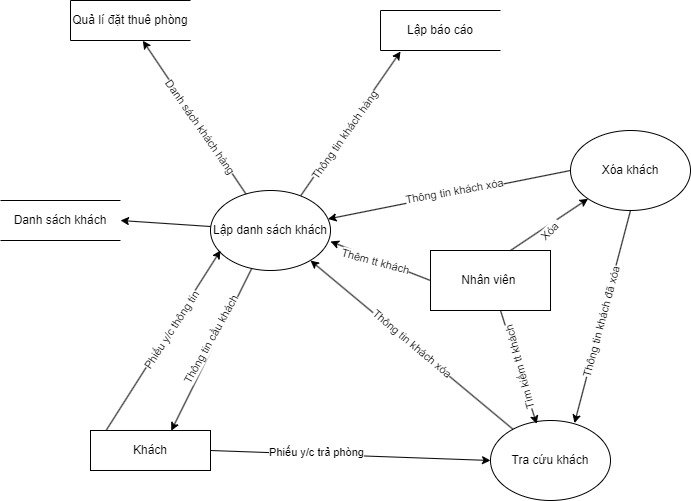 Quả lí đặt thuê phòng
Lập báo cáo
Danh sách khách hàng
Thông tin khách hàng
Xóa khách
Thông tin khách xóa
Danh sách khách
Lập danh sách khách
Xóa
Thêm tt khách
Nhân viên
Thông tin khách đã xóa
Phiếu y/c thông tin
Thông tin cầu khách
Thông tin khách xóa
Tìm kiếm tt khách
Khách
Phiếu y/c trả phòng
Tra cứu khách